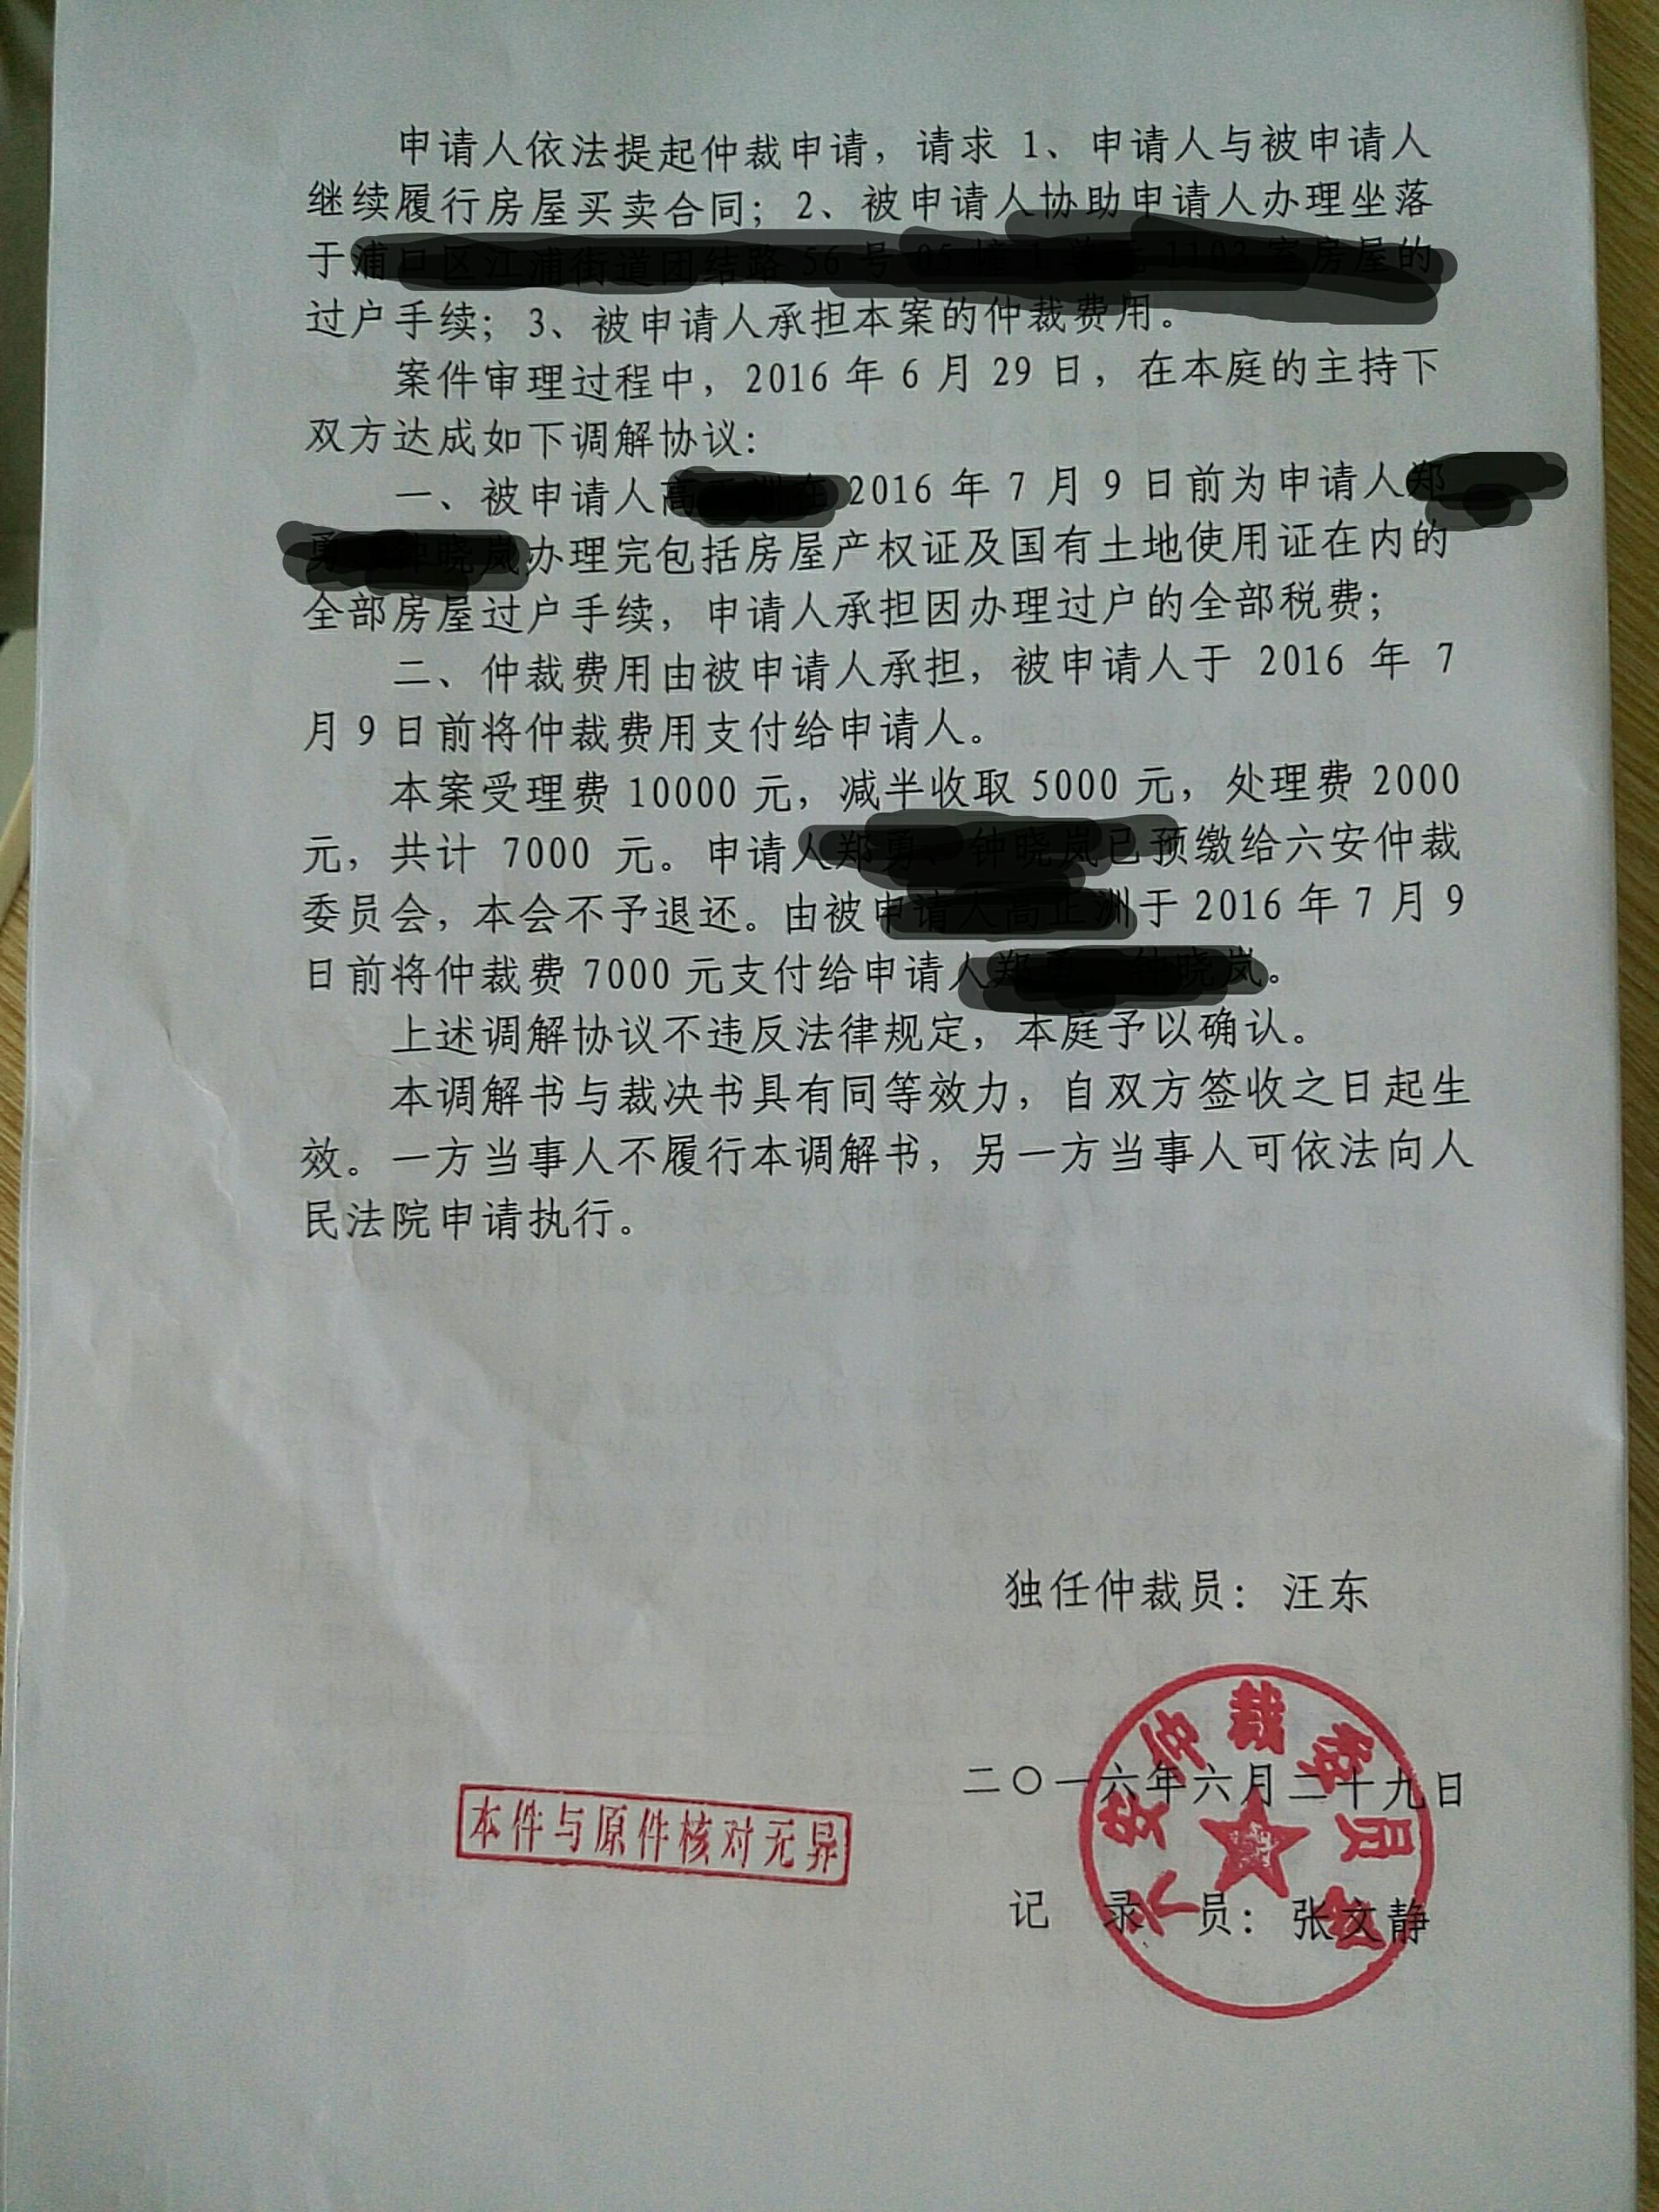 申请人依法提起仲裁申请，请求 1、申请人与被申请人
继续履行房屋买卖合同；2、被申请人协助申请人办理坐落
于
过户手续；3、被申请人承担本案的仲裁费用。
案件审理过程中，2016 年 6 月 29 日，在本庭的主持下
双方达成如下调解协议：
一、被申请人 2016 年 7 月 9 日前为申请人
办理完包括房屋产权证及国有土地使用证在内的
全部房屋过户手续，申请人承担因办理过户的全部税费；
二、仲裁费用由被申请人承担，被申请人于 2016 年 7
月 9 日前将仲裁费用支付给申请人。
本案受理费 10000 元，减半收取 5000 元，处理费 2000
元，共计 7000 元。申请人 预缴给六安仲裁
委员会，本会不予退还。由被 于 2016 年 7 月 9
日前将仲裁费 7000 元支付给申请人 。
上述调解协议不违反法律规定，本庭予以确认。
本调解书与裁决书具有同等效力，自双方签收之日起生
效。一方当事人不履行本调解书，另一方当事人可依法向人
民法院申请执行。
独任仲裁员：汪东
二〇一六年六月二十九日
六安仲裁委员会
本件与原件核对无异
记录员：张文静